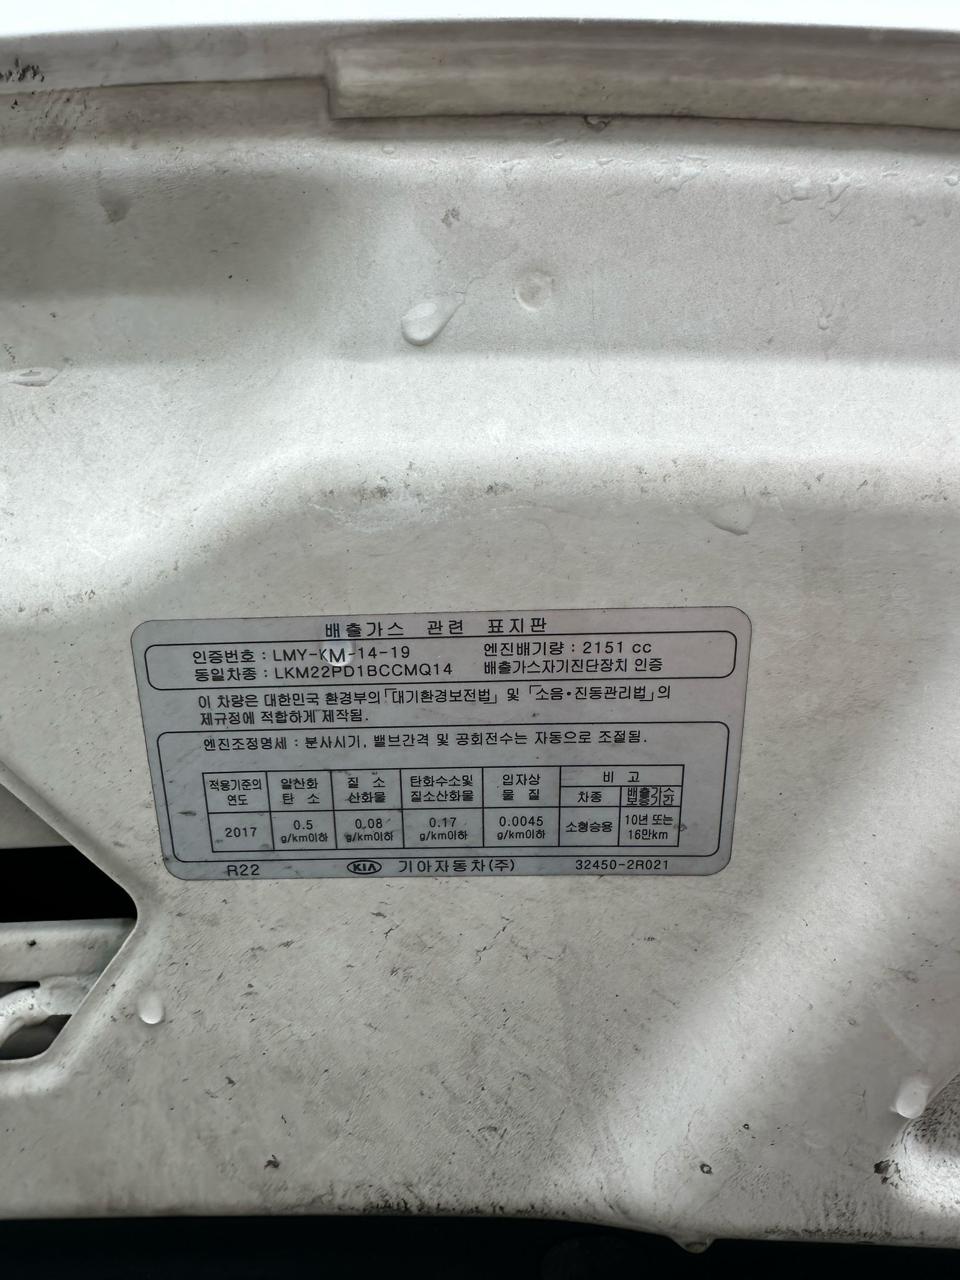 배출가스 관련 표지판
인증번호 : LMY-KM-14-19 엔진배기량 : 2151 cc
동일차종 : LKM22PD1BCCMQ14 배출가스자기진단장치 인증
이 차량은 대한민국 환경부의 「대기환경보전법」 및 「소음·진동관리법」의
제규정에 적합하게 제작됨.
엔진조정명세 : 분사시기, 밸브간격 및 공회전수는 자동으로 조절됨.
적용기준의 연도 알산화 탄 소 질 소 산화물 탄화수소및 질소산화물 입자상 물 질 비 고
차종 배출가스 보증기간
2017 0.5 g/km이하 0.08 g/km이하 0.17 g/km이하 0.0045 g/km이하 소형승용 10년 또는 16만km
R22 KIA 기아자동차(주) 32450-2R021